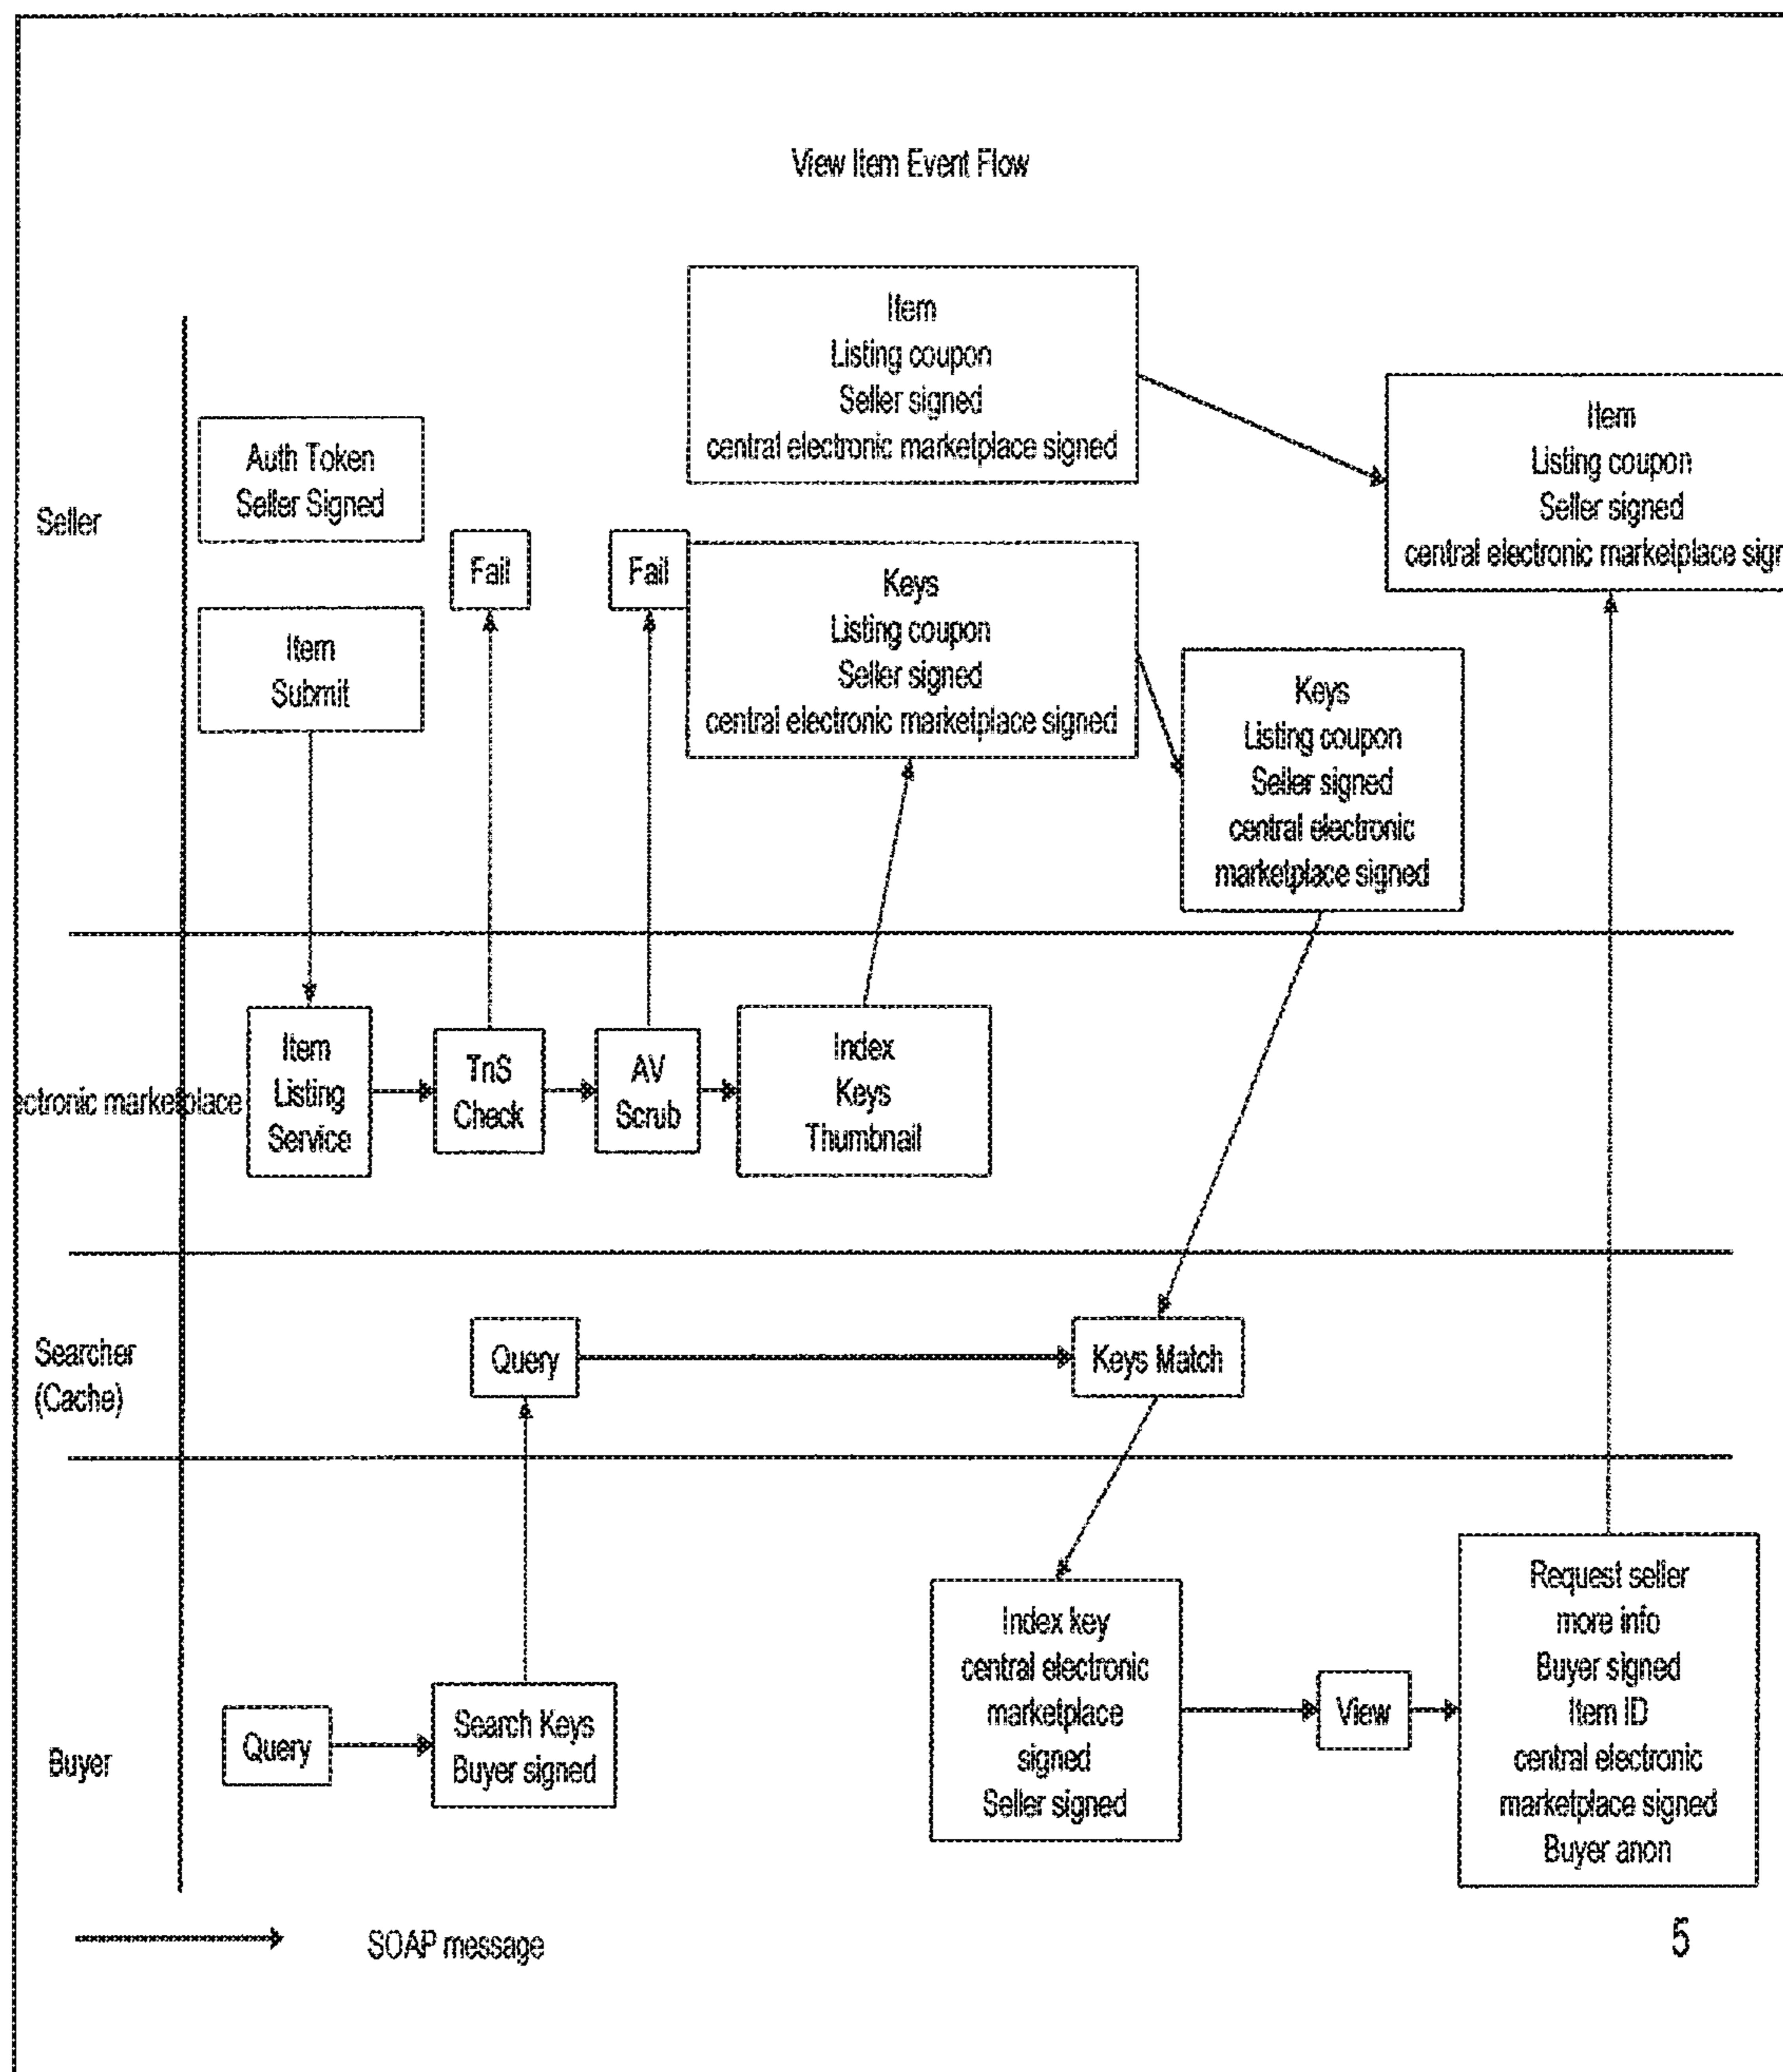 View Item Event Flow
Item
Listing coupon
Seller signed
central electronic marketplace signed
Item
Listing coupon
Seller signed
central electronic marketplace sign
Seller
Auth Token
Seller Signed
Fail
Fail
Keys
Listing coupon
Seller signed
central electronic marketplace signed
Item
Submit
Keys
Listing coupon
Seller signed
central electronic
marketplace signed
ectronic marketplace
Item
Listing
Service
TnS
Check
AV
Scrub
Index
Keys
Thumbnail
Searcher
(Cache)
Query
Keys Match
Buyer
Query
Search Keys
Buyer signed
Index key
central electronic
marketplace
signed
Seller signed
View
Request seller
more info
Buyer signed
Item ID
central electronic
marketplace signed
Buyer anon
SOAP message
5